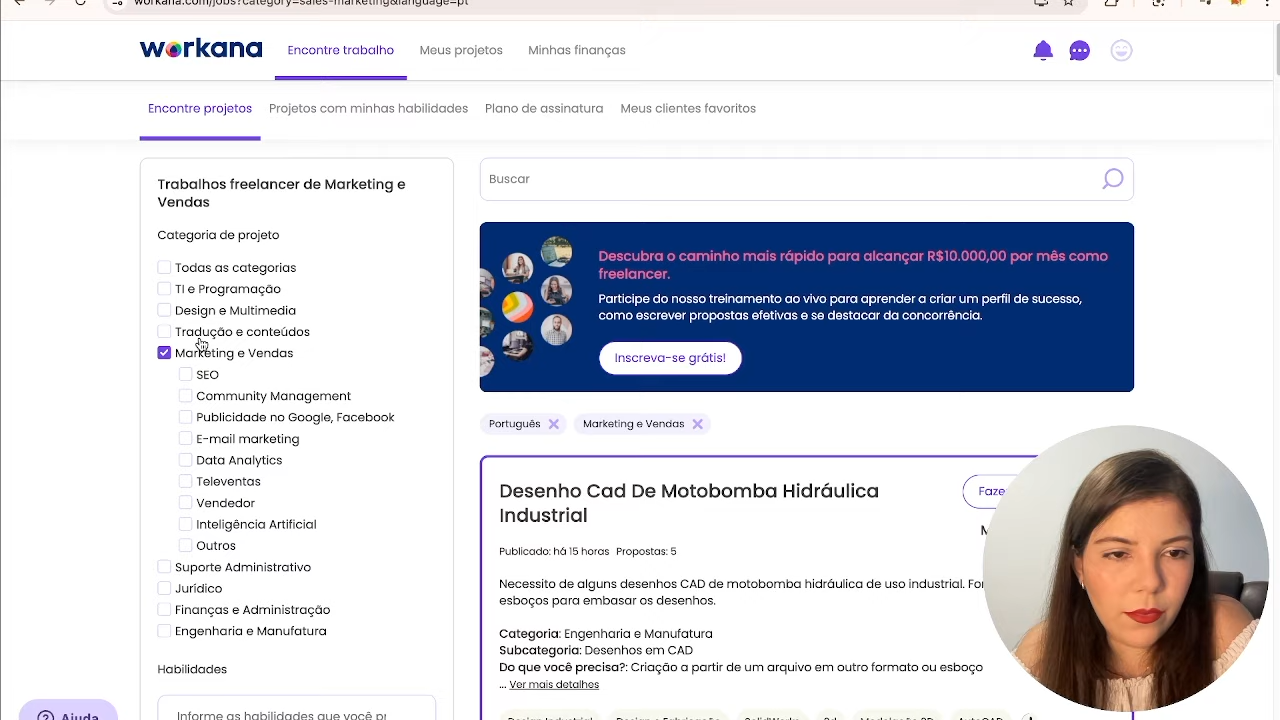 workana.com/jobs?category=sales-marketing&language=pt
workana
Encontre trabalho
Meus projetos
Minhas finanças
Encontre projetos
Projetos com minhas habilidades
Plano de assinatura
Meus clientes favoritos
Trabalhos freelancer de Marketing e
Vendas
Categoria de projeto
Todas as categorias
TI e Programação
Design e Multimedia
Tradução e conteúdos
Marketing e Vendas
SEO
Community Management
Publicidade no Google, Facebook
E-mail marketing
Data Analytics
Televentas
Vendedor
Inteligência Artificial
Outros
Suporte Administrativo
Jurídico
Finanças e Administração
Engenharia e Manufatura
Habilidades
Informe as habilidades que você
Ajuda
Buscar
Descubra o caminho mais rápido para alcançar R$10.000,00 por mês como
freelancer.
Participe do nosso treinamento ao vivo para aprender a criar um perfil de sucesso,
como escrever propostas efetivas e se destacar da concorrência.
Inscreva-se grátis!
Português
Marketing e Vendas
Desenho Cad De Motobomba Hidráulica
Industrial
Publicado: há 15 horas Propostas: 5
Necessito de alguns desenhos CAD de motobomba hidráulica de uso industrial.
esboços para embasar os desenhos.
Categoria: Engenharia e Manufatura
Subcategoria: Desenhos em CAD
Do que você precisa?: Criação a partir de um arquivo em outro formato ou esboço
... Ver mais detalhes